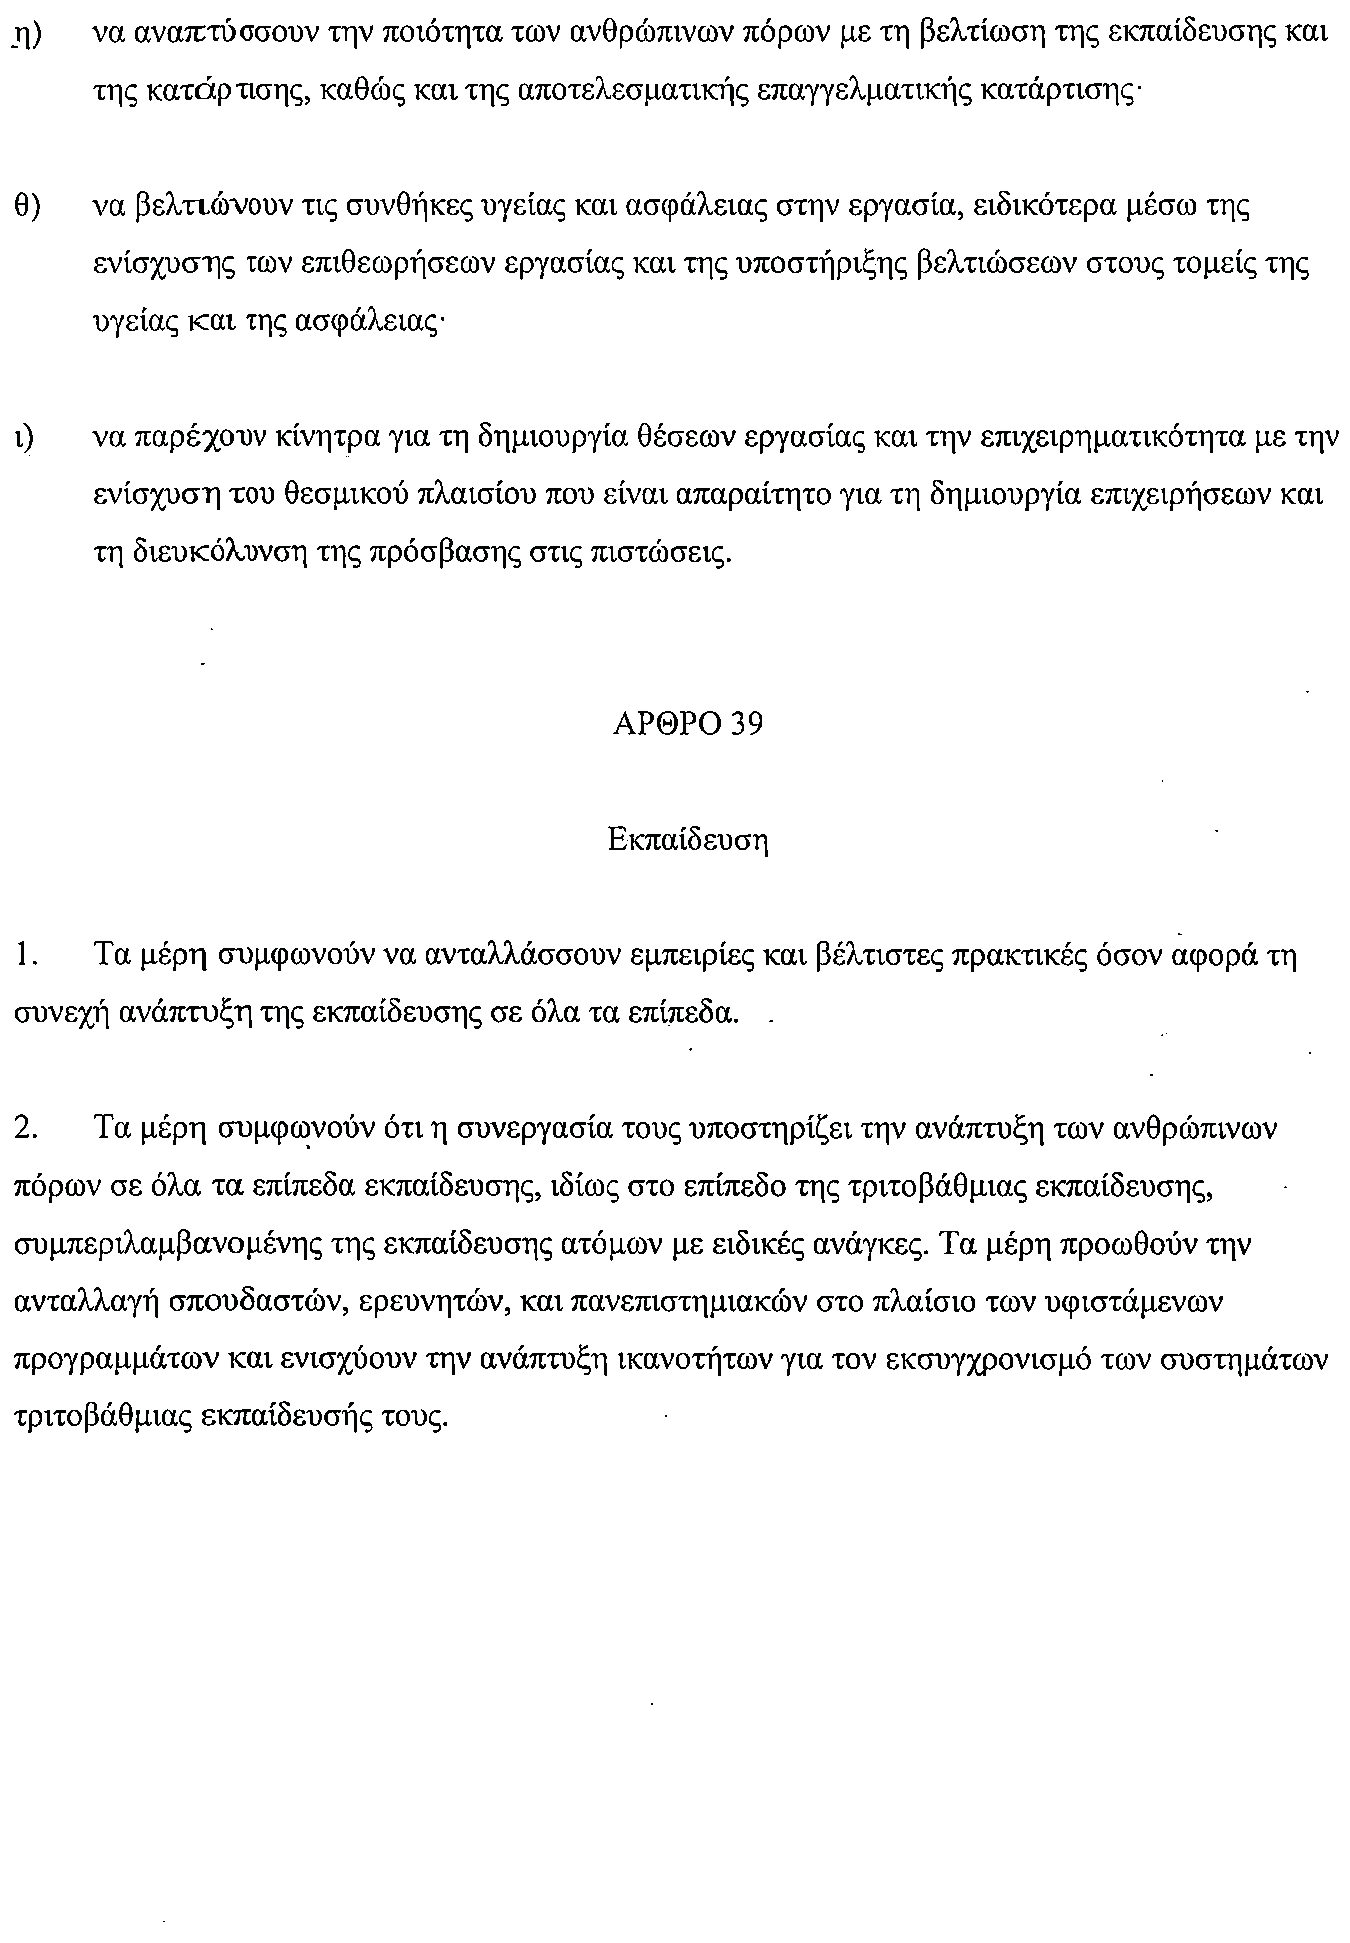 η) να αναπτύσσουν την ποιότητα των ανθρώπινων πόρων με τη βελτίωση της εκπαίδευσης και
της κατάρτισης, καθώς και της αποτελεσματικής επαγγελματικής κατάρτισης·
θ) να βελτιώνουν τις συνθήκες υγείας και ασφάλειας στην εργασία, ειδικότερα μέσω της
ενίσχυσης των επιθεωρήσεων εργασίας και της υποστήριξης βελτιώσεων στους τομείς της
υγείας και της ασφάλειας·
ι) να παρέχουν κίνητρα για τη δημιουργία θέσεων εργασίας και την επιχειρηματικότητα με την
ενίσχυση του θεσμικού πλαισίου που είναι απαραίτητο για τη δημιουργία επιχειρήσεων και
τη διευκόλυνση της πρόσβασης στις πιστώσεις.
ΑΡΘΡΟ 39
Εκπαίδευση
1. Τα μέρη συμφωνούν να ανταλλάσσουν εμπειρίες και βέλτιστες πρακτικές όσον αφορά τη
συνεχή ανάπτυξη της εκπαίδευσης σε όλα τα επίπεδα.
2. Τα μέρη συμφωνούν ότι η συνεργασία τους υποστηρίζει την ανάπτυξη των ανθρώπινων
πόρων σε όλα τα επίπεδα εκπαίδευσης, ιδίως στο επίπεδο της τριτοβάθμιας εκπαίδευσης,
συμπεριλαμβανομένης της εκπαίδευσης ατόμων με ειδικές ανάγκες. Τα μέρη προωθούν την
ανταλλαγή σπουδαστών, ερευνητών, και πανεπιστημιακών στο πλαίσιο των υφιστάμενων
προγραμμάτων και ενισχύουν την ανάπτυξη ικανοτήτων για τον εκσυγχρονισμό των συστημάτων
τριτοβάθμιας εκπαίδευσής τους.